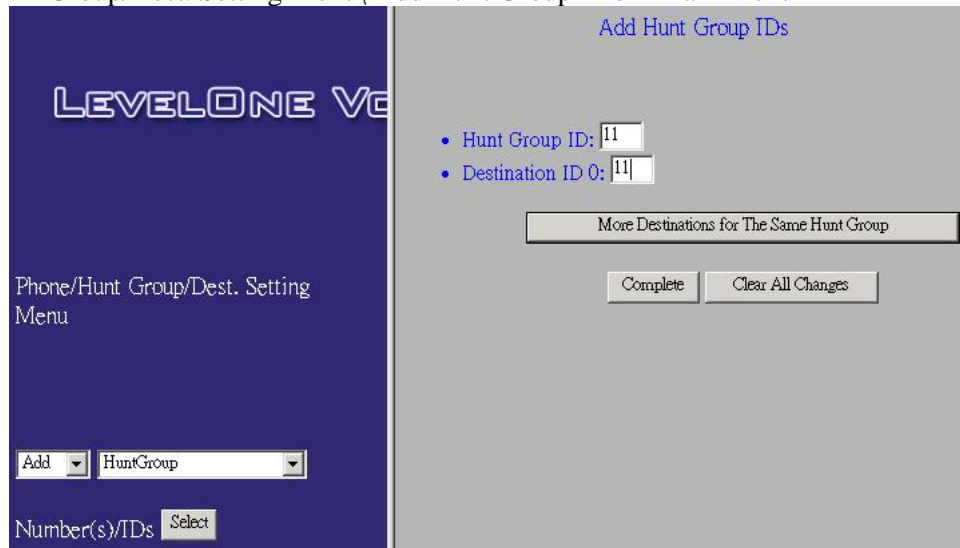 Add Hunt Group IDs
LEVELONE
Hunt Group ID: 11
Destination ID 0: 11
More Destinations for The Same Hunt Group
Complete Clear All Changes
Phone/Hunt Group/Dest. Setting
Menu
Add HuntGroup
Number(s)/IDs Select